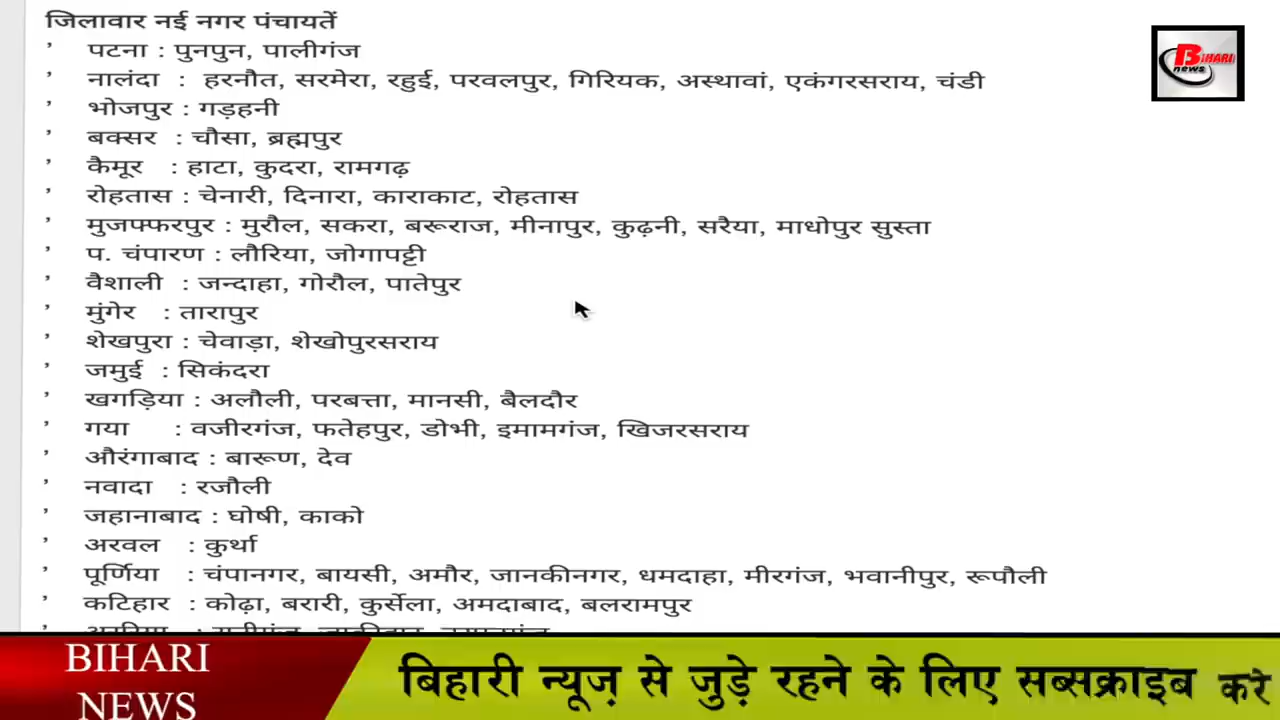 जिलावार नई नगर पंचायतें
' पटना : पुनपुन, पालीगंज
' नालंदा : हरनौत, सरमेरा, रहुई, परवलपुर, गिरियक, अस्थावां, एकंगरसराय, चंडी
' भोजपुर : गड़हनी
' बक्सर : चौसा, ब्रह्मपुर
' कैमूर : हाटा, कुदरा, रामगढ़
' रोहतास : चेनारी, दिनारा, काराकाट, रोहतास
' मुजफ्फरपुर : मुरौल, सकरा, बरूराज, मीनापुर, कुढ़नी, सरैया, माधोपुर सुस्ता
' प. चंपारण : लौरिया, जोगापट्टी
' वैशाली : जन्दाहा, गोरौल, पातेपुर
' मुंगेर : तारापुर
' शेखपुरा : चेवाड़ा, शेखोपुरसराय
' जमुई : सिकंदरा
' खगड़िया : अलौली, परबत्ता, मानसी, बैलदौर
' गया : वजीरगंज, फतेहपुर, डोभी, इमामगंज, खिजरसराय
' औरंगाबाद : बारूण, देव
' नवादा : रजौली
' जहानाबाद : घोषी, काको
' अरवल : कुर्था
' पूर्णिया : चंपानगर, बायसी, अमौर, जानकीनगर, धमदाहा, मीरगंज, भवानीपुर, रूपौली
' कटिहार : कोढ़ा, बरारी, कुर्सेला, अमदाबाद, बलरामपुर
BIHARI news
BIHARI NEWS
बिहारी न्यूज़ से जुड़े रहने के लिए सब्सक्राइब करे